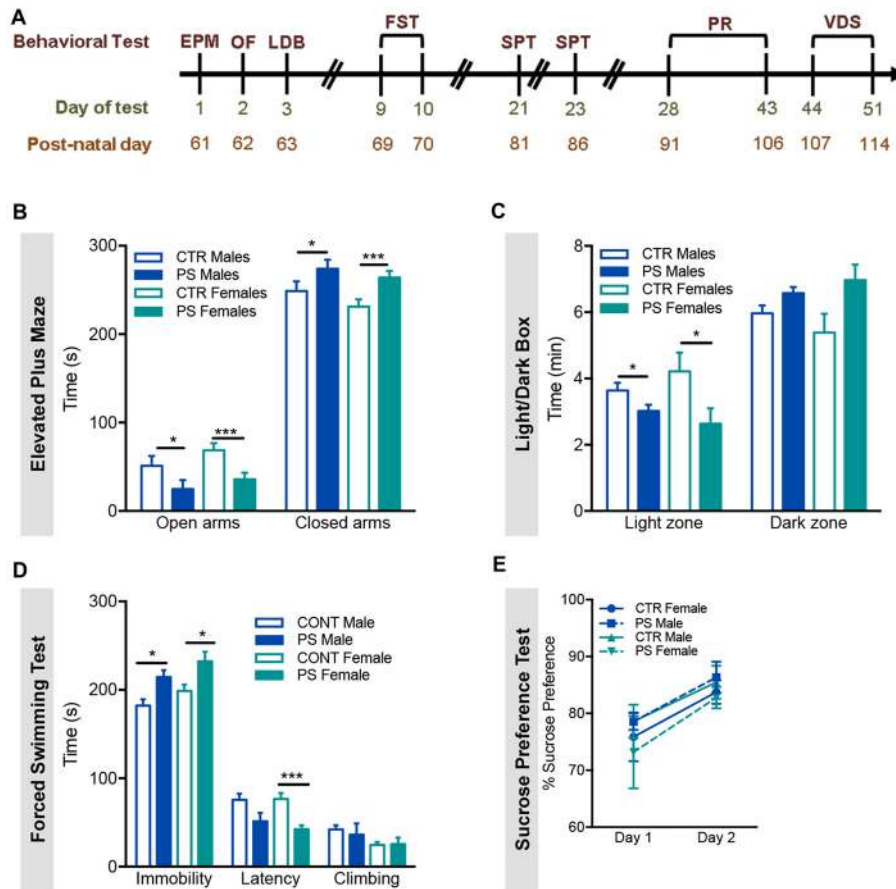 A
Behavioral Test EPM OF LDB FST SPT SPT PR VDS
Day of test 1 2 3 9 10 21 23 28 43 44 51
Post-natal day 61 62 63 69 70 81 86 91 106 107 114
B
Elevated Plus Maze
Time (s)
300
200
100
0
CTR Males
PS Males
CTR Females
PS Females
* *** * ***
Open arms Closed arms
C
Light/Dark Box
Time (min)
8
6
4
2
0
CTR Males
PS Males
CTR Females
PS Females
* *
Light zone Dark zone
D
Forced Swimming Test
Time (s)
300
200
100
0
CONT Male
PS Male
CONT Female
PS Female
* * ***
Immobility Latency Climbing
E
Sucrose Preference Test
% Sucrose Preference
100
90
80
70
60
CTR Female
PS Male
CTR Male
PS Female
Day 1 Day 2